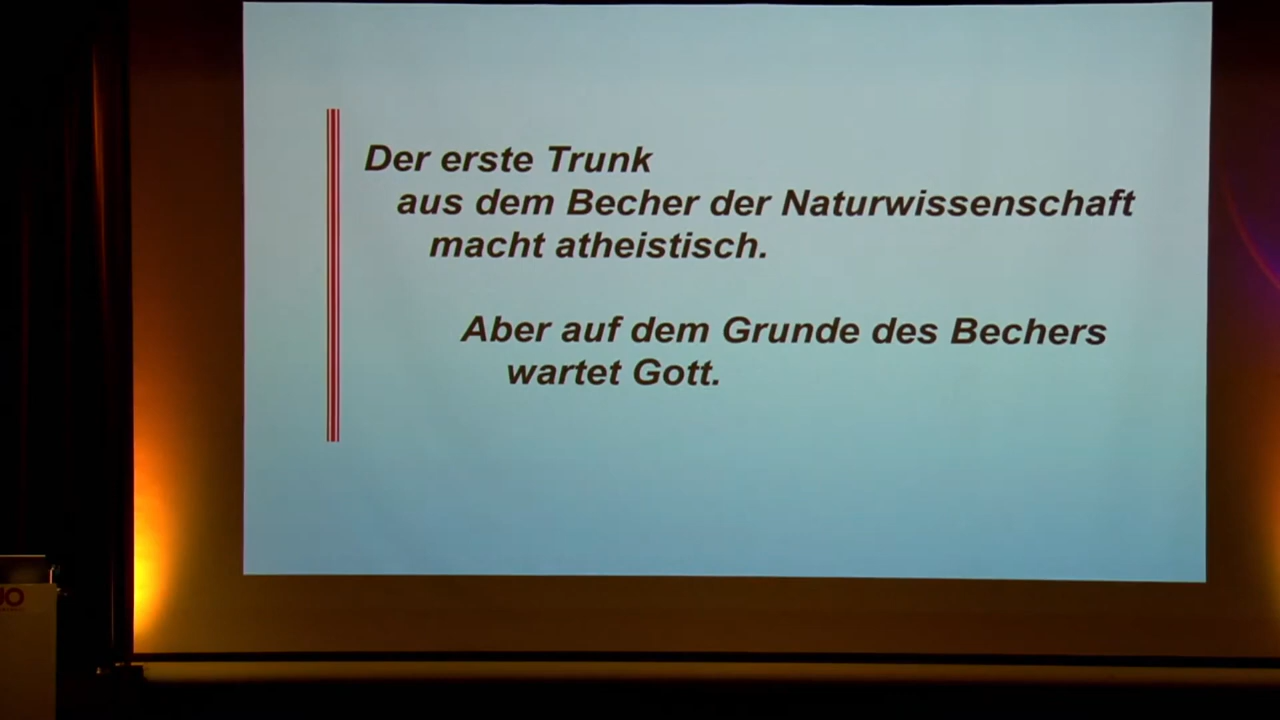 Der erste Trunk
aus dem Becher der Naturwissenschaft
macht atheistisch.
Aber auf dem Grunde des Bechers
wartet Gott.